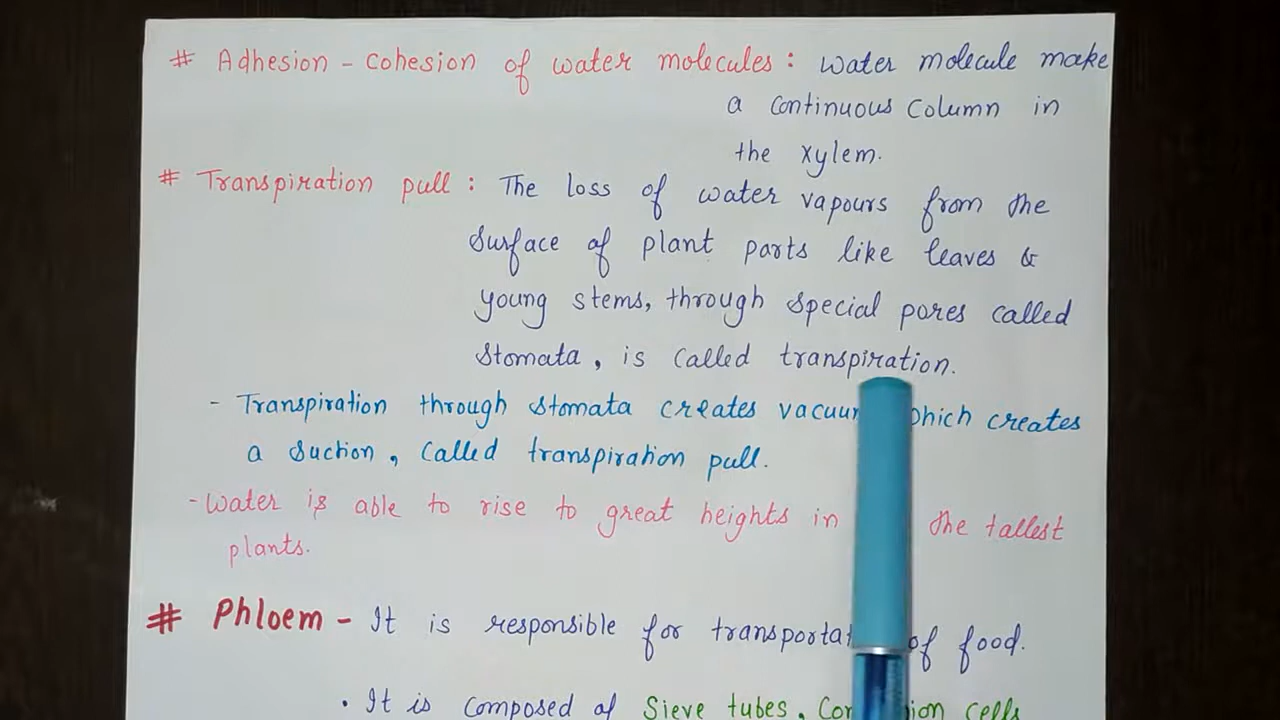 # Adhesion - cohesion of water molecules : water molecule make
a continuous column in
the xylem.
# Transpiration pull : The loss of water vapours from the
surface of plant parts like leaves &
young stems, through special pores called
stomata, is called transpiration.
- Transpiration through stomata creates which creates
a suction, called transpiration pull.
- Water is able to rise to great heights in the tallest
plants.
# Phloem - It is responsible for of food.
• It is composed of Sieve tubes, cells